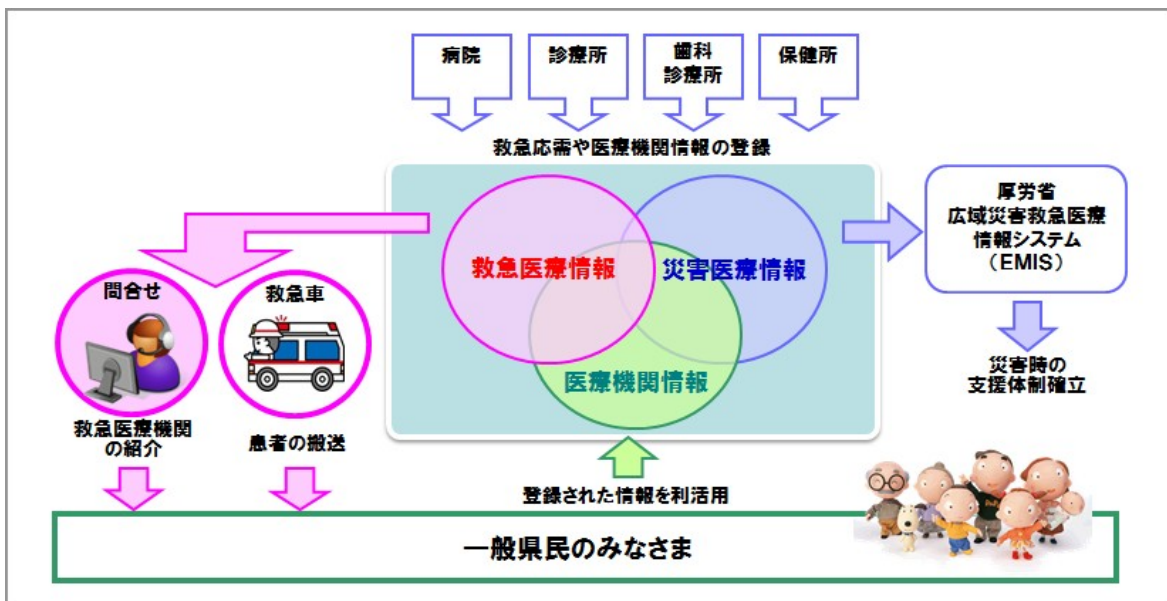 病院
診療所
歯科
診療所
保健所
救急応需や医療機関情報の登録
救急医療情報
災害医療情報
医療機関情報
厚労省
広域災害救急医療
情報システム
（EMIS）
災害時の
支援体制確立
問合せ
救急車
救急医療機関
の紹介
患者の搬送
登録された情報を利活用
一般県民のみなさま